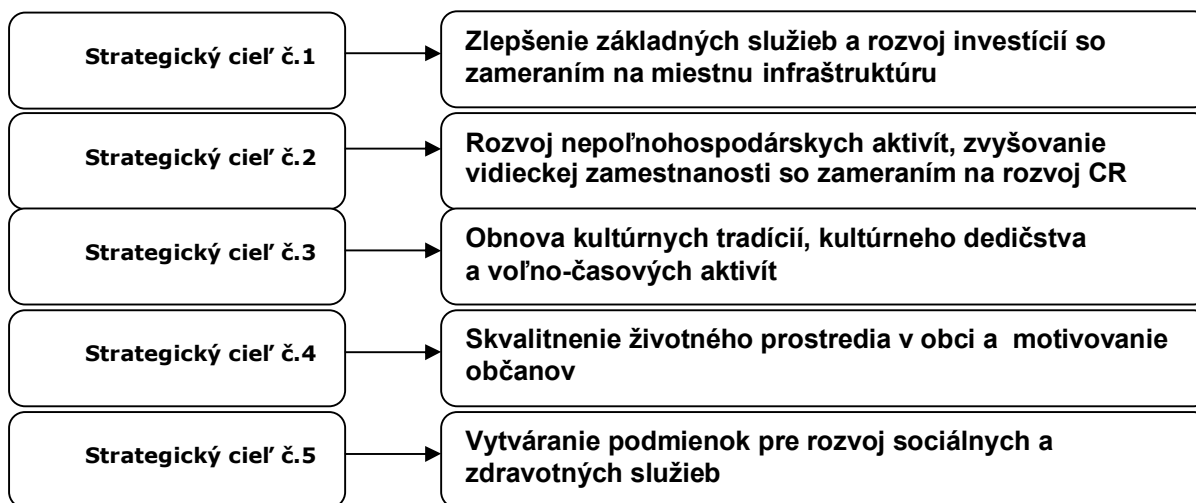 Strategický cieľ č.1
Zlepšenie základných služieb a rozvoj investícií so
zameraním na miestnu infraštruktúru
Strategický cieľ č.2
Rozvoj nepoľnohospodárskych aktivít, zvyšovanie
vidieckej zamestnanosti so zameraním na rozvoj CR
Strategický cieľ č.3
Obnova kultúrnych tradícií, kultúrneho dedičstva
a voľno-časových aktivít
Strategický cieľ č.4
Skvalitnenie životného prostredia v obci a  motivovanie
občanov
Strategický cieľ č.5
Vytváranie podmienok pre rozvoj sociálnych a
zdravotných služieb